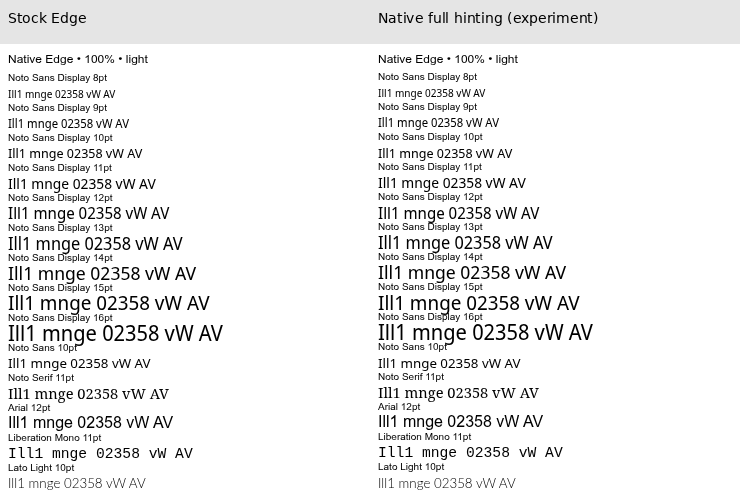 Stock Edge
Native Edge • 100% • light
Noto Sans Display 8pt
Ill1 mnge 02358 vW AV
Noto Sans Display 9pt
Ill1 mnge 02358 vW AV
Noto Sans Display 10pt
Ill1 mnge 02358 vW AV
Noto Sans Display 11pt
Ill1 mnge 02358 vW AV
Noto Sans Display 12pt
Ill1 mnge 02358 vW AV
Noto Sans Display 13pt
Ill1 mnge 02358 vW AV
Noto Sans Display 14pt
Ill1 mnge 02358 vW AV
Noto Sans Display 15pt
Ill1 mnge 02358 vW AV
Noto Sans Display 16pt
Ill1 mnge 02358 vW AV
Noto Sans 10pt
Ill1 mnge 02358 vW AV
Noto Serif 11pt
Ill1 mnge 02358 vW AV
Arial 12pt
Ill1 mnge 02358 vW AV
Liberation Mono 11pt
Ill1 mnge 02358 vW AV
Lato Light 10pt
Ill1 mnge 02358 vW AV
Native full hinting (experiment)
Native Edge • 100% • light
Noto Sans Display 8pt
Ill1 mnge 02358 vW AV
Noto Sans Display 9pt
Ill1 mnge 02358 vW AV
Noto Sans Display 10pt
Ill1 mnge 02358 vW AV
Noto Sans Display 11pt
Ill1 mnge 02358 vW AV
Noto Sans Display 12pt
Ill1 mnge 02358 vW AV
Noto Sans Display 13pt
Ill1 mnge 02358 vW AV
Noto Sans Display 14pt
Ill1 mnge 02358 vW AV
Noto Sans Display 15pt
Ill1 mnge 02358 vW AV
Noto Sans Display 16pt
Ill1 mnge 02358 vW AV
Noto Sans 10pt
Ill1 mnge 02358 vW AV
Noto Serif 11pt
Ill1 mnge 02358 vW AV
Arial 12pt
Ill1 mnge 02358 vW AV
Liberation Mono 11pt
Ill1 mnge 02358 vW AV
Lato Light 10pt
Ill1 mnge 02358 vW AV